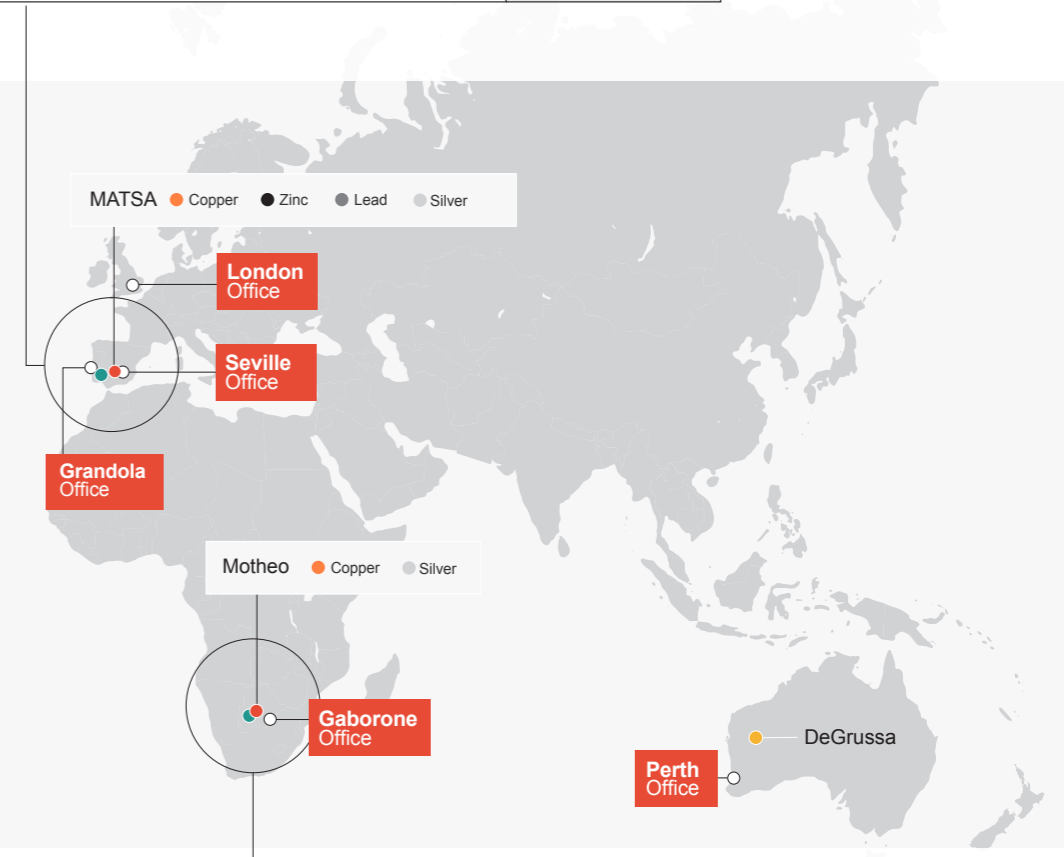 MATSA Copper Zinc Lead Silver
London
Office
Seville
Office
Grandola
Office
Motheo Copper Silver
Gaborone
Office
DeGrussa
Perth
Office